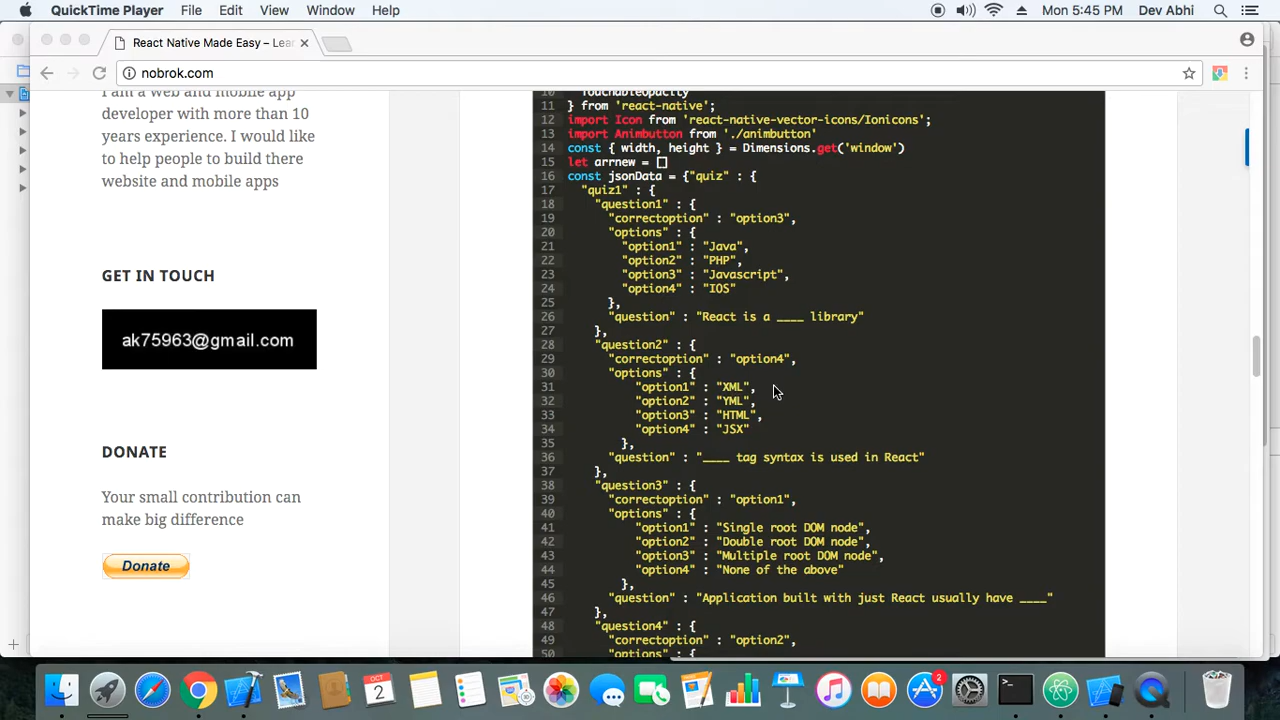 QuickTime Player File Edit View Window Help Mon 5:45 PM Dev Abhi
React Native Made Easy – Lear
nobrok.com
I am a web and mobile app
developer with more than 10
years experience. I would like
to help people to build there
website and mobile apps
GET IN TOUCH
ak75963@gmail.com
DONATE
Your small contribution can
make big difference
Donate
10 TouchableOpacity
11 } from 'react-native';
12 import Icon from 'react-native-vector-icons/Ionicons';
13 import Animbutton from './animbutton'
14 const { width, height } = Dimensions.get('window')
15 let arrnew = []
16 const jsonData = {"quiz" : {
17 "quiz1" : {
18 "question1" : {
19 "correctoption" : "option3",
20 "options" : {
21 "option1" : "Java",
22 "option2" : "PHP",
23 "option3" : "Javascript",
24 "option4" : "IOS"
25 },
26 "question" : "React is a ____ library"
27 },
28 "question2" : {
29 "correctoption" : "option4",
30 "options" : {
31 "option1" : "XML",
32 "option2" : "YML",
33 "option3" : "HTML",
34 "option4" : "JSX"
35 },
36 "question" : "____ tag syntax is used in React"
37 },
38 "question3" : {
39 "correctoption" : "option1",
40 "options" : {
41 "option1" : "Single root DOM node",
42 "option2" : "Double root DOM node",
43 "option3" : "Multiple root DOM node",
44 "option4" : "None of the above"
45 },
46 "question" : "Application built with just React usually have ____"
47 },
48 "question4" : {
49 "correctoption" : "option2",
50 "options" : {
OCT
2
2